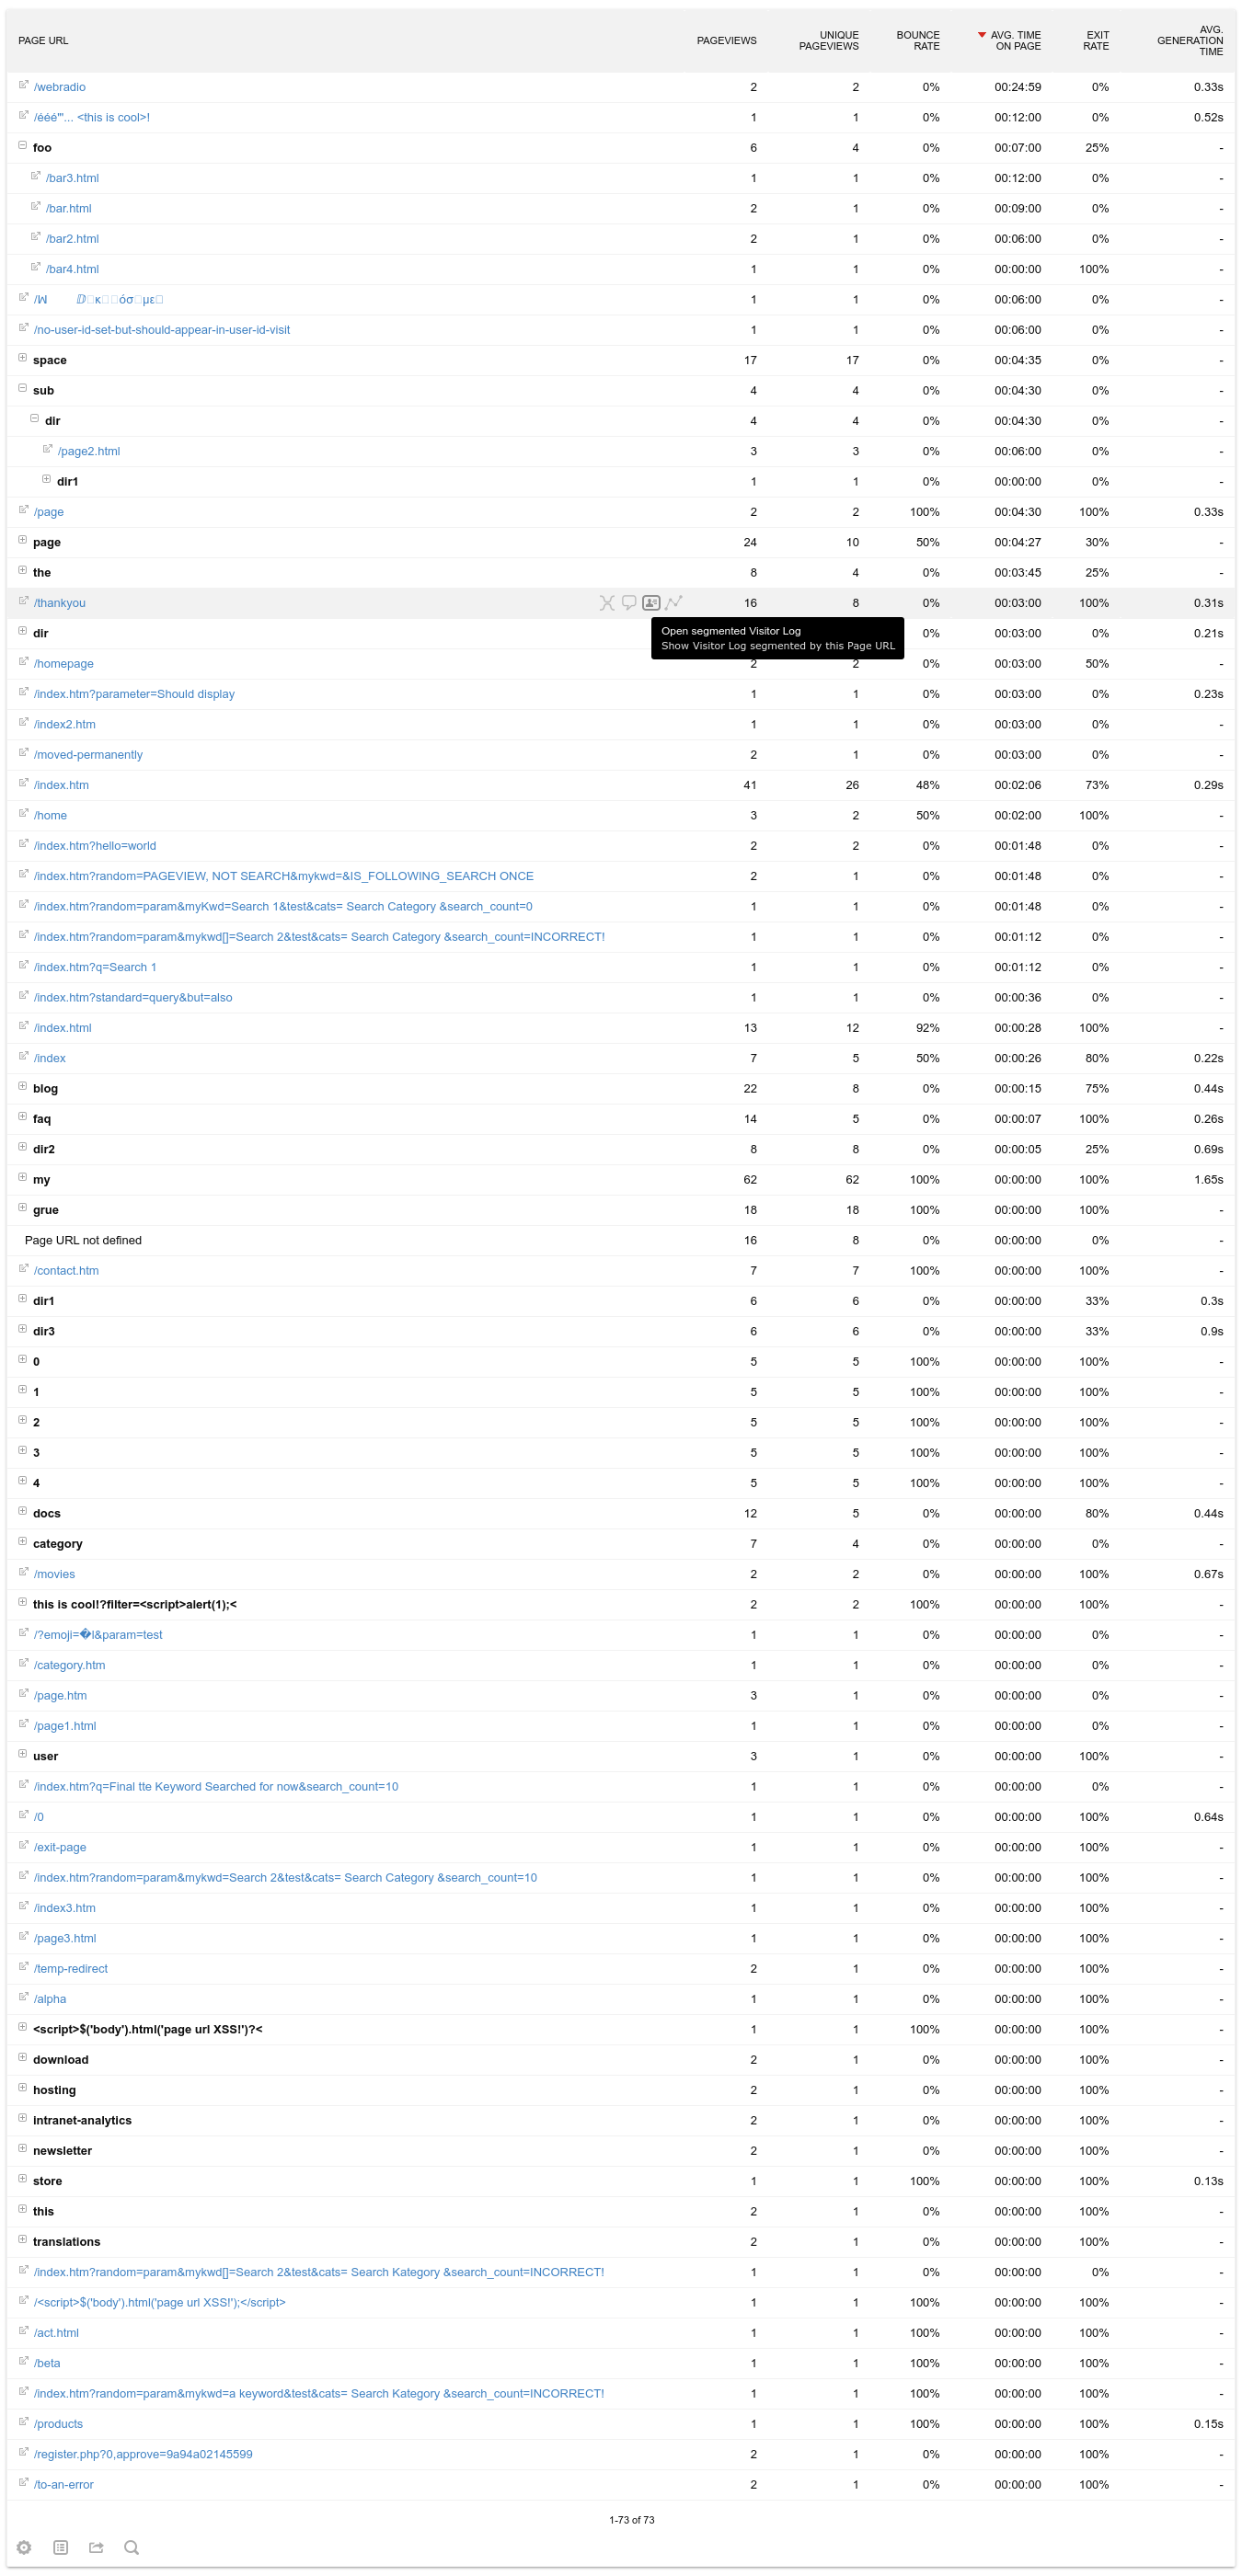 PAGE URL PAGEVIEWS UNIQUE PAGEVIEWS BOUNCE RATE AVG. TIME ON PAGE EXIT RATE AVG. GENERATION TIME
/webradio 2 2 0% 00:24:59 0% 0.33s
/ééé"'... <this is cool>! 1 1 0% 00:12:00 0% 0.52s
foo 6 4 0% 00:07:00 25% -
/bar3.html 1 1 0% 00:12:00 0% -
/bar.html 2 1 0% 00:09:00 0% -
/bar2.html 2 1 0% 00:06:00 0% -
/bar4.html 1 1 0% 00:00:00 100% -
1 1 0% 00:06:00 0% -
/no-user-id-set-but-should-appear-in-user-id-visit 1 1 0% 00:06:00 0% -
space 17 17 0% 00:04:35 0% -
sub 4 4 0% 00:04:30 0% -
dir 4 4 0% 00:04:30 0% -
/page2.html 3 3 0% 00:06:00 0% -
dir1 1 1 0% 00:00:00 0% -
/page 2 2 100% 00:04:30 100% 0.33s
page 24 10 50% 00:04:27 30% -
the 8 4 0% 00:03:45 25% -
/thankyou 16 8 0% 00:03:00 100% 0.31s
Open segmented Visitor Log
Show Visitor Log segmented by this Page URL
dir 0% 00:03:00 0% 0.21s
/homepage 2 2 0% 00:03:00 50% -
/index.htm?parameter=Should display 1 1 0% 00:03:00 0% 0.23s
/index2.htm 1 1 0% 00:03:00 0% -
/moved-permanently 2 1 0% 00:03:00 0% -
/index.htm 41 26 48% 00:02:06 73% 0.29s
/home 3 2 50% 00:02:00 100% -
/index.htm?hello=world 2 2 0% 00:01:48 0% -
/index.htm?random=PAGEVIEW, NOT SEARCH&mykwd=&IS_FOLLOWING_SEARCH ONCE 2 1 0% 00:01:48 0% -
/index.htm?random=param&myKwd=Search 1&test&cats= Search Category &search_count=0 1 1 0% 00:01:48 0% -
/index.htm?random=param&mykwd[]=Search 2&test&cats= Search Category &search_count=INCORRECT! 1 1 0% 00:01:12 0% -
/index.htm?q=Search 1 1 1 0% 00:01:12 0% -
/index.htm?standard=query&but=also 1 1 0% 00:00:36 0% -
/index.html 13 12 92% 00:00:28 100% -
/index 7 5 50% 00:00:26 80% 0.22s
blog 22 8 0% 00:00:15 75% 0.44s
faq 14 5 0% 00:00:07 100% 0.26s
dir2 8 8 0% 00:00:05 25% 0.69s
my 62 62 100% 00:00:00 100% 1.65s
grue 18 18 100% 00:00:00 100% -
Page URL not defined 16 8 0% 00:00:00 0% -
/contact.htm 7 7 100% 00:00:00 100% -
dir1 6 6 0% 00:00:00 33% 0.3s
dir3 6 6 0% 00:00:00 33% 0.9s
0 5 5 100% 00:00:00 100% -
1 5 5 100% 00:00:00 100% -
2 5 5 100% 00:00:00 100% -
3 5 5 100% 00:00:00 100% -
4 5 5 100% 00:00:00 100% -
docs 12 5 0% 00:00:00 80% 0.44s
category 7 4 0% 00:00:00 0% -
/movies 2 2 0% 00:00:00 100% 0.67s
this is cool!?filter=<script>alert(1);< 2 2 100% 00:00:00 100% -
/?emoji=�l&param=test 1 1 0% 00:00:00 0% -
/category.htm 1 1 0% 00:00:00 0% -
/page.htm 3 1 0% 00:00:00 0% -
/page1.html 1 1 0% 00:00:00 0% -
user 3 1 0% 00:00:00 100% -
/index.htm?q=Final tte Keyword Searched for now&search_count=10 1 1 0% 00:00:00 0% -
/0 1 1 0% 00:00:00 100% 0.64s
/exit-page 1 1 0% 00:00:00 100% -
/index.htm?random=param&mykwd=Search 2&test&cats= Search Category &search_count=10 1 1 0% 00:00:00 100% -
/index3.htm 1 1 0% 00:00:00 100% -
/page3.html 1 1 0% 00:00:00 100% -
/temp-redirect 2 1 0% 00:00:00 100% -
/alpha 1 1 0% 00:00:00 100% -
<script>$('body').html('page url XSS!')?< 1 1 100% 00:00:00 100% -
download 2 1 0% 00:00:00 100% -
hosting 2 1 0% 00:00:00 100% -
intranet-analytics 2 1 0% 00:00:00 100% -
newsletter 2 1 0% 00:00:00 100% -
store 1 1 100% 00:00:00 100% 0.13s
this 2 1 0% 00:00:00 100% -
translations 2 1 0% 00:00:00 100% -
/index.htm?random=param&mykwd[]=Search 2&test&cats= Search Kategory &search_count=INCORRECT! 1 1 0% 00:00:00 0% -
/<script>$('body').html('page url XSS!');</script> 1 1 100% 00:00:00 100% -
/act.html 1 1 100% 00:00:00 100% -
/beta 1 1 100% 00:00:00 100% -
/index.htm?random=param&mykwd=a keyword&test&cats= Search Kategory &search_count=INCORRECT! 1 1 100% 00:00:00 100% -
/products 1 1 100% 00:00:00 100% 0.15s
/register.php?0,approve=9a94a02145599 2 1 0% 00:00:00 100% -
/to-an-error 2 1 0% 00:00:00 100% -
1-73 of 73